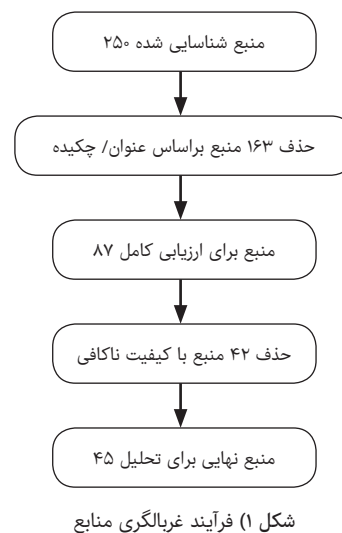 منبع شناسایی شده ۲۵۰
حذف ۱۶۳ منبع براساس عنوان/ چکیده
منبع برای ارزیابی کامل ۸۷
حذف ۴۲ منبع با کیفیت ناکافی
منبع نهایی برای تحلیل ۴۵
شکل ۱) فرآیند غربالگری منابع